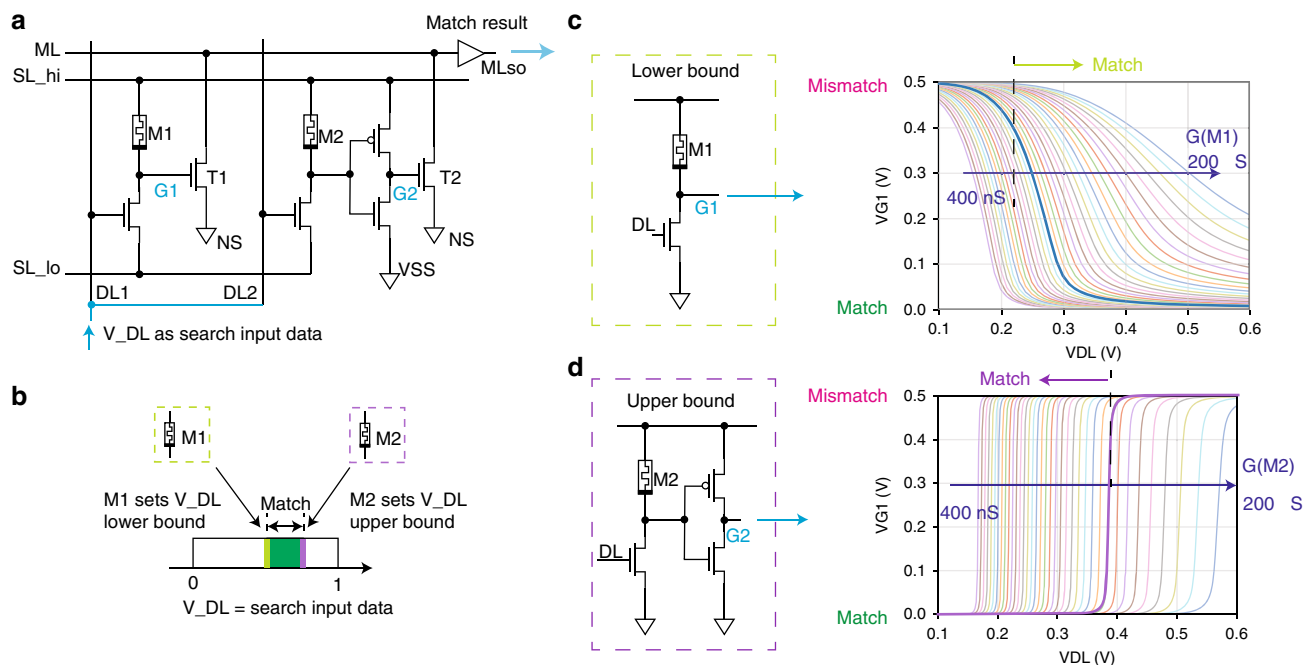 a
Match result
ML
MLso
SL_hi
M1
M2
T1
T2
G1
G2
NS
NS
VSS
SL_lo
DL1
DL2
V_DL as search input data
b
M1
M2
M1 sets V_DL
lower bound
Match
M2 sets V_DL
upper bound
0
1
V_DL = search input data
c
Lower bound
M1
G1
DL
Match
Mismatch
0.5
0.4
0.3
0.2
0.1
0.0
VG1 (V)
G(M1)
200 S
400 nS
Match
0.1
0.2
0.3
0.4
0.5
0.6
VDL (V)
d
Upper bound
M2
G2
DL
Match
Mismatch
0.5
0.4
0.3
0.2
0.1
0.0
VG1 (V)
G(M2)
200 S
400 nS
Match
0.1
0.2
0.3
0.4
0.5
0.6
VDL (V)